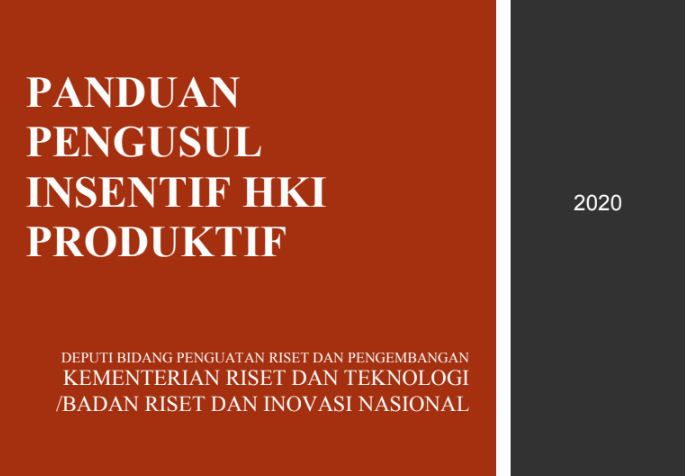 PANDUAN
PENGUSUL
INSENTIF HKI
PRODUKTIF
2020
DEPUTI BIDANG PENGUATAN RISET DAN PENGEMBANGAN
KEMENTERIAN RISET DAN TEKNOLOGI
/BADAN RISET DAN INOVASI NASIONAL